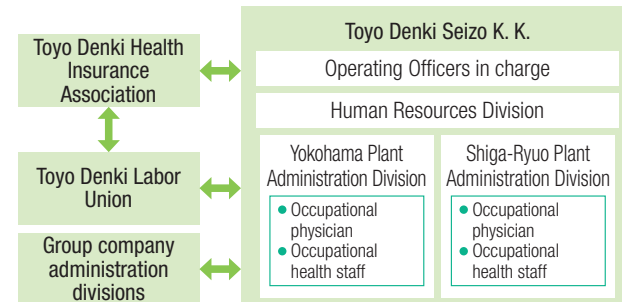 Toyo Denki Health
Insurance
Association
Toyo Denki Labor
Union
Group company
administration
divisions
Toyo Denki Seizo K. K.
Operating Officers in charge
Human Resources Division
Yokohama Plant
Administration Division
● Occupational
physician
● Occupational
health staff
Shiga-Ryuo Plant
Administration Division
● Occupational
physician
● Occupational
health staff